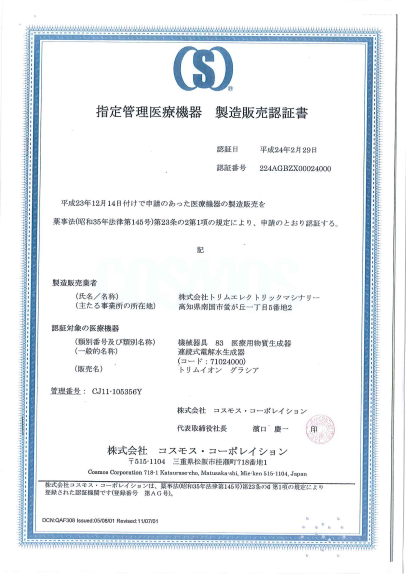 (S)®
指定管理医療機器 製造販売認証書
認証日 平成24年2月29日
認証番号 224AGBZX00024000
平成23年12月14日付けで申請のあった医療機器の製造販売を
薬事法(昭和35年法律第145号)第23条の2第1項の規定により、申請のとおり認証する。
記
製造販売業者
(氏名／名称) 株式会社トリムエレクトリックマシナリー
(主たる事業所の所在地) 高知県南国市蛍が丘一丁目5番地2
認証対象の医療機器
(類別番号及び類別名称) 機械器具 83 医療用物質生成器
(一般的名称) 連続式電解水生成器
(コード：71024000)
(販売名) トリムイオン グラシア
管理番号： CJ11-105356Y
株式会社 コスモス・コーポレイション
代表取締役社長 濱口 慶一 印
株式会社 コスモス・コーポレイション
〒515-1104 三重県松阪市桂瀬町718番地1
Cosmos Corporation 718-1 Katsurase-cho, Matusaka-shi, Mie-ken 515-1104, Japan
株式会社コスモス・コーポレイションは、薬事法(昭和35年法律第145号)第23条の6 第1項の規定により
登録された認証機関です(登録番号 第AG号)。
DCN:QAF308 Issued:05/08/01 Revised:11/07/01